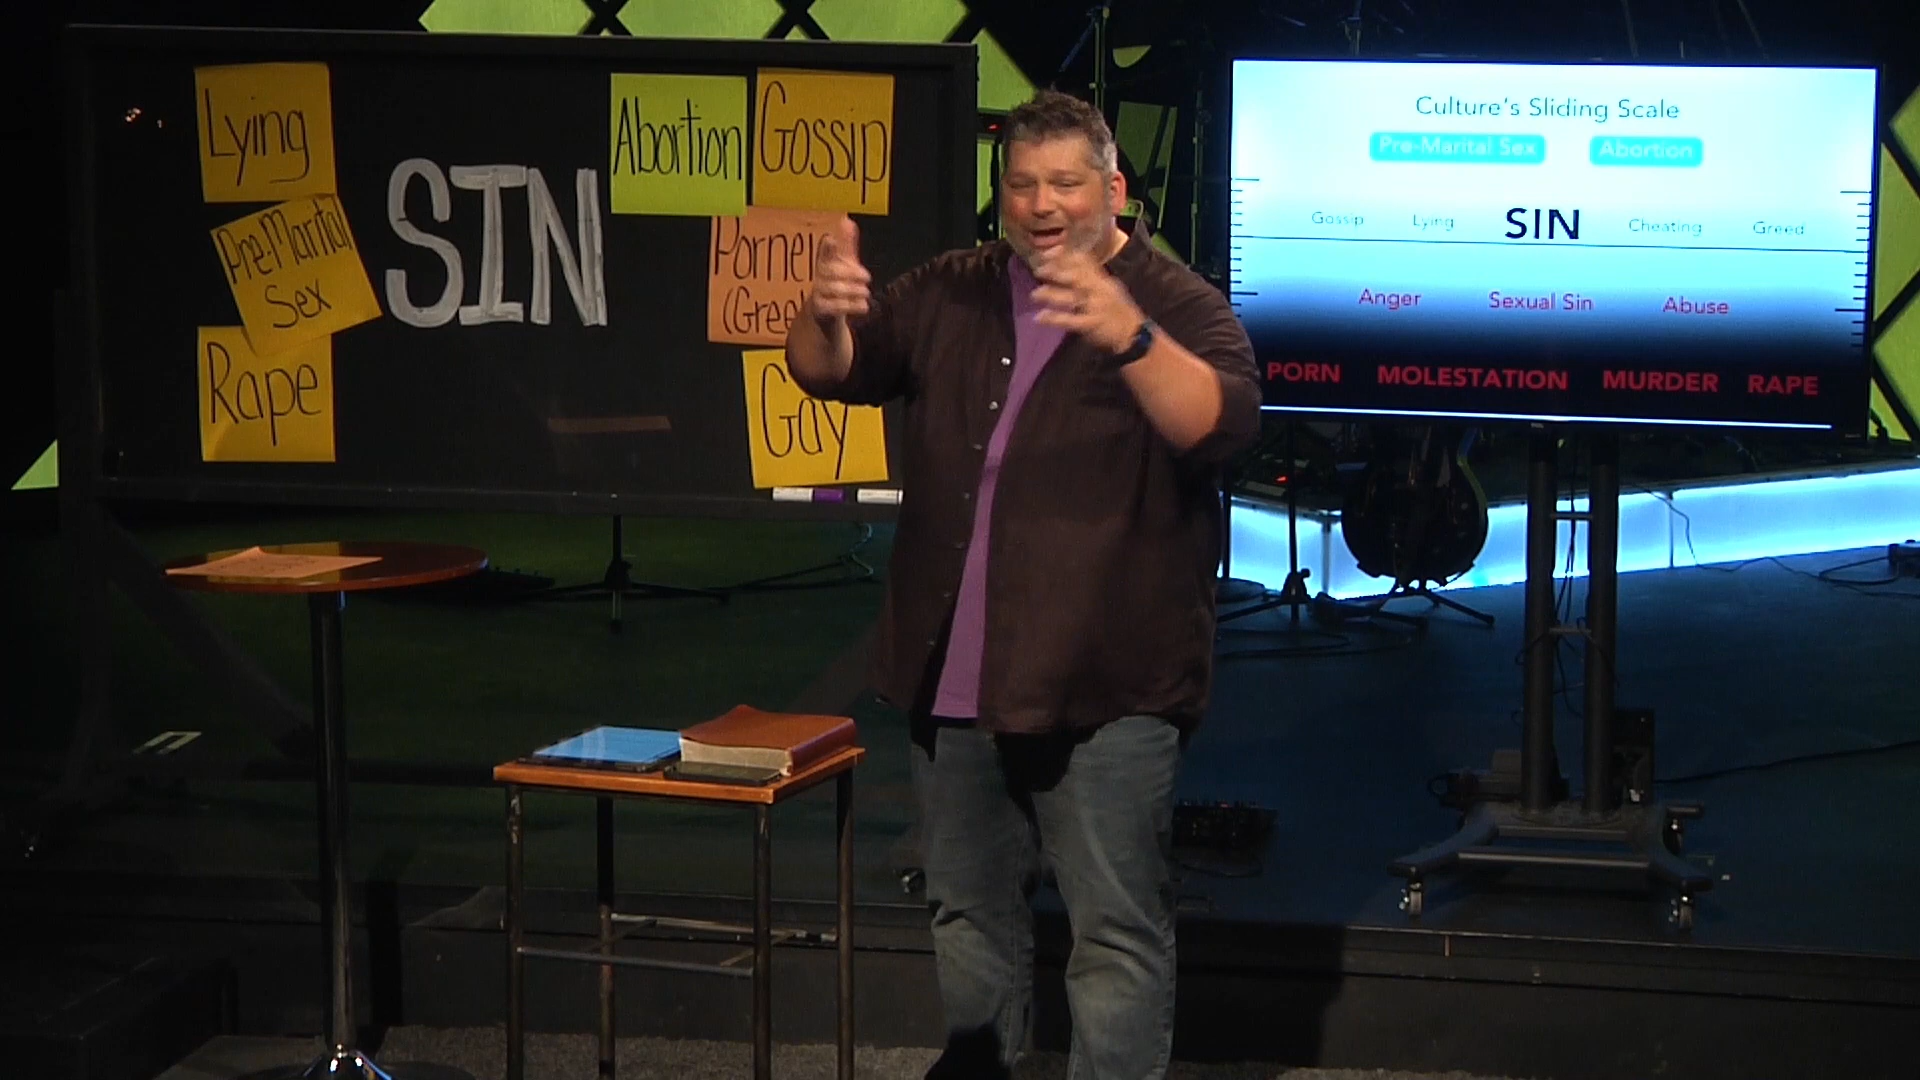 Lying
Pre-Marital
Sex
Rape
SIN
Abortion
Gossip
Gay
Culture's Sliding Scale
Pre-Marital Sex Abortion
Gossip Lying SIN Cheating Greed
Anger Sexual Sin Abuse
PORN MOLESTATION MURDER RAPE